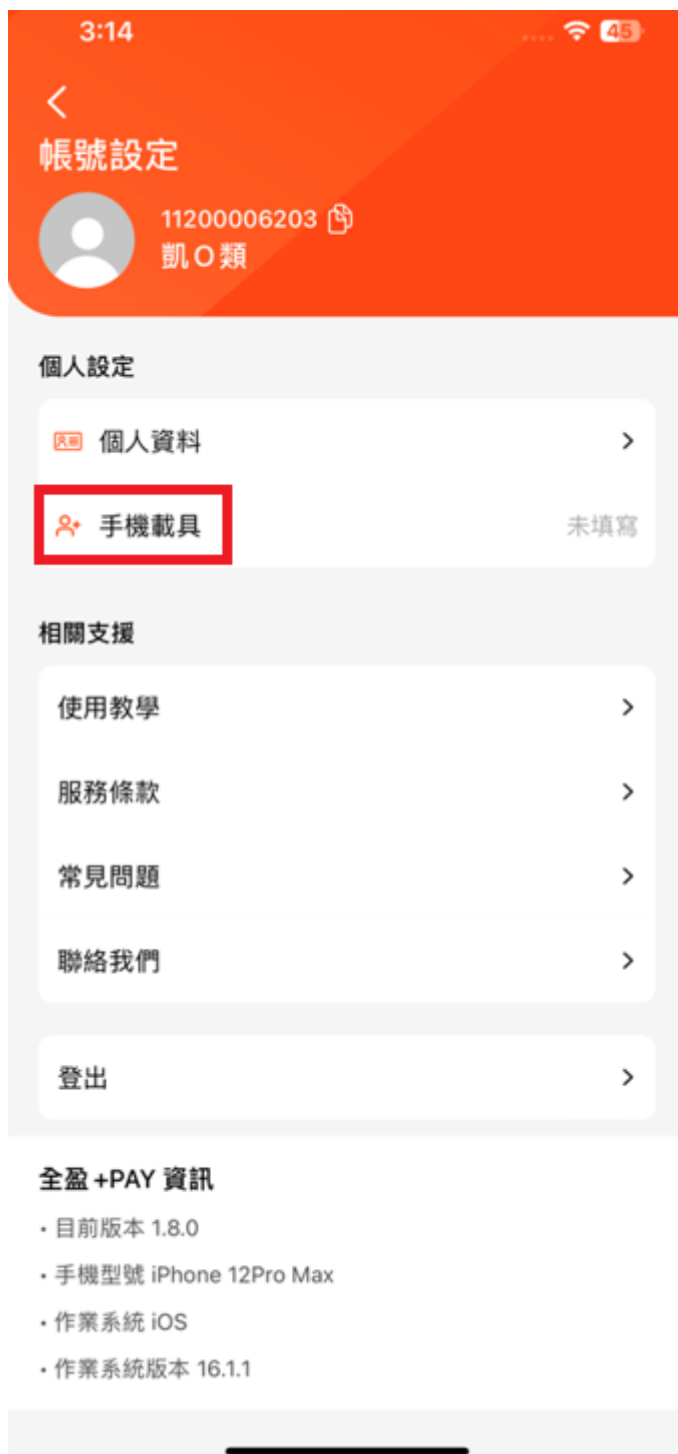 3:14
45
帳號設定
11200006203
凱O類
個人設定
個人資料
手機載具 未填寫
相關支援
使用教學
服務條款
常見問題
聯絡我們
登出
全盈+PAY 資訊
・目前版本 1.8.0
・手機型號 iPhone 12Pro Max
・作業系統 iOS
・作業系統版本 16.1.1